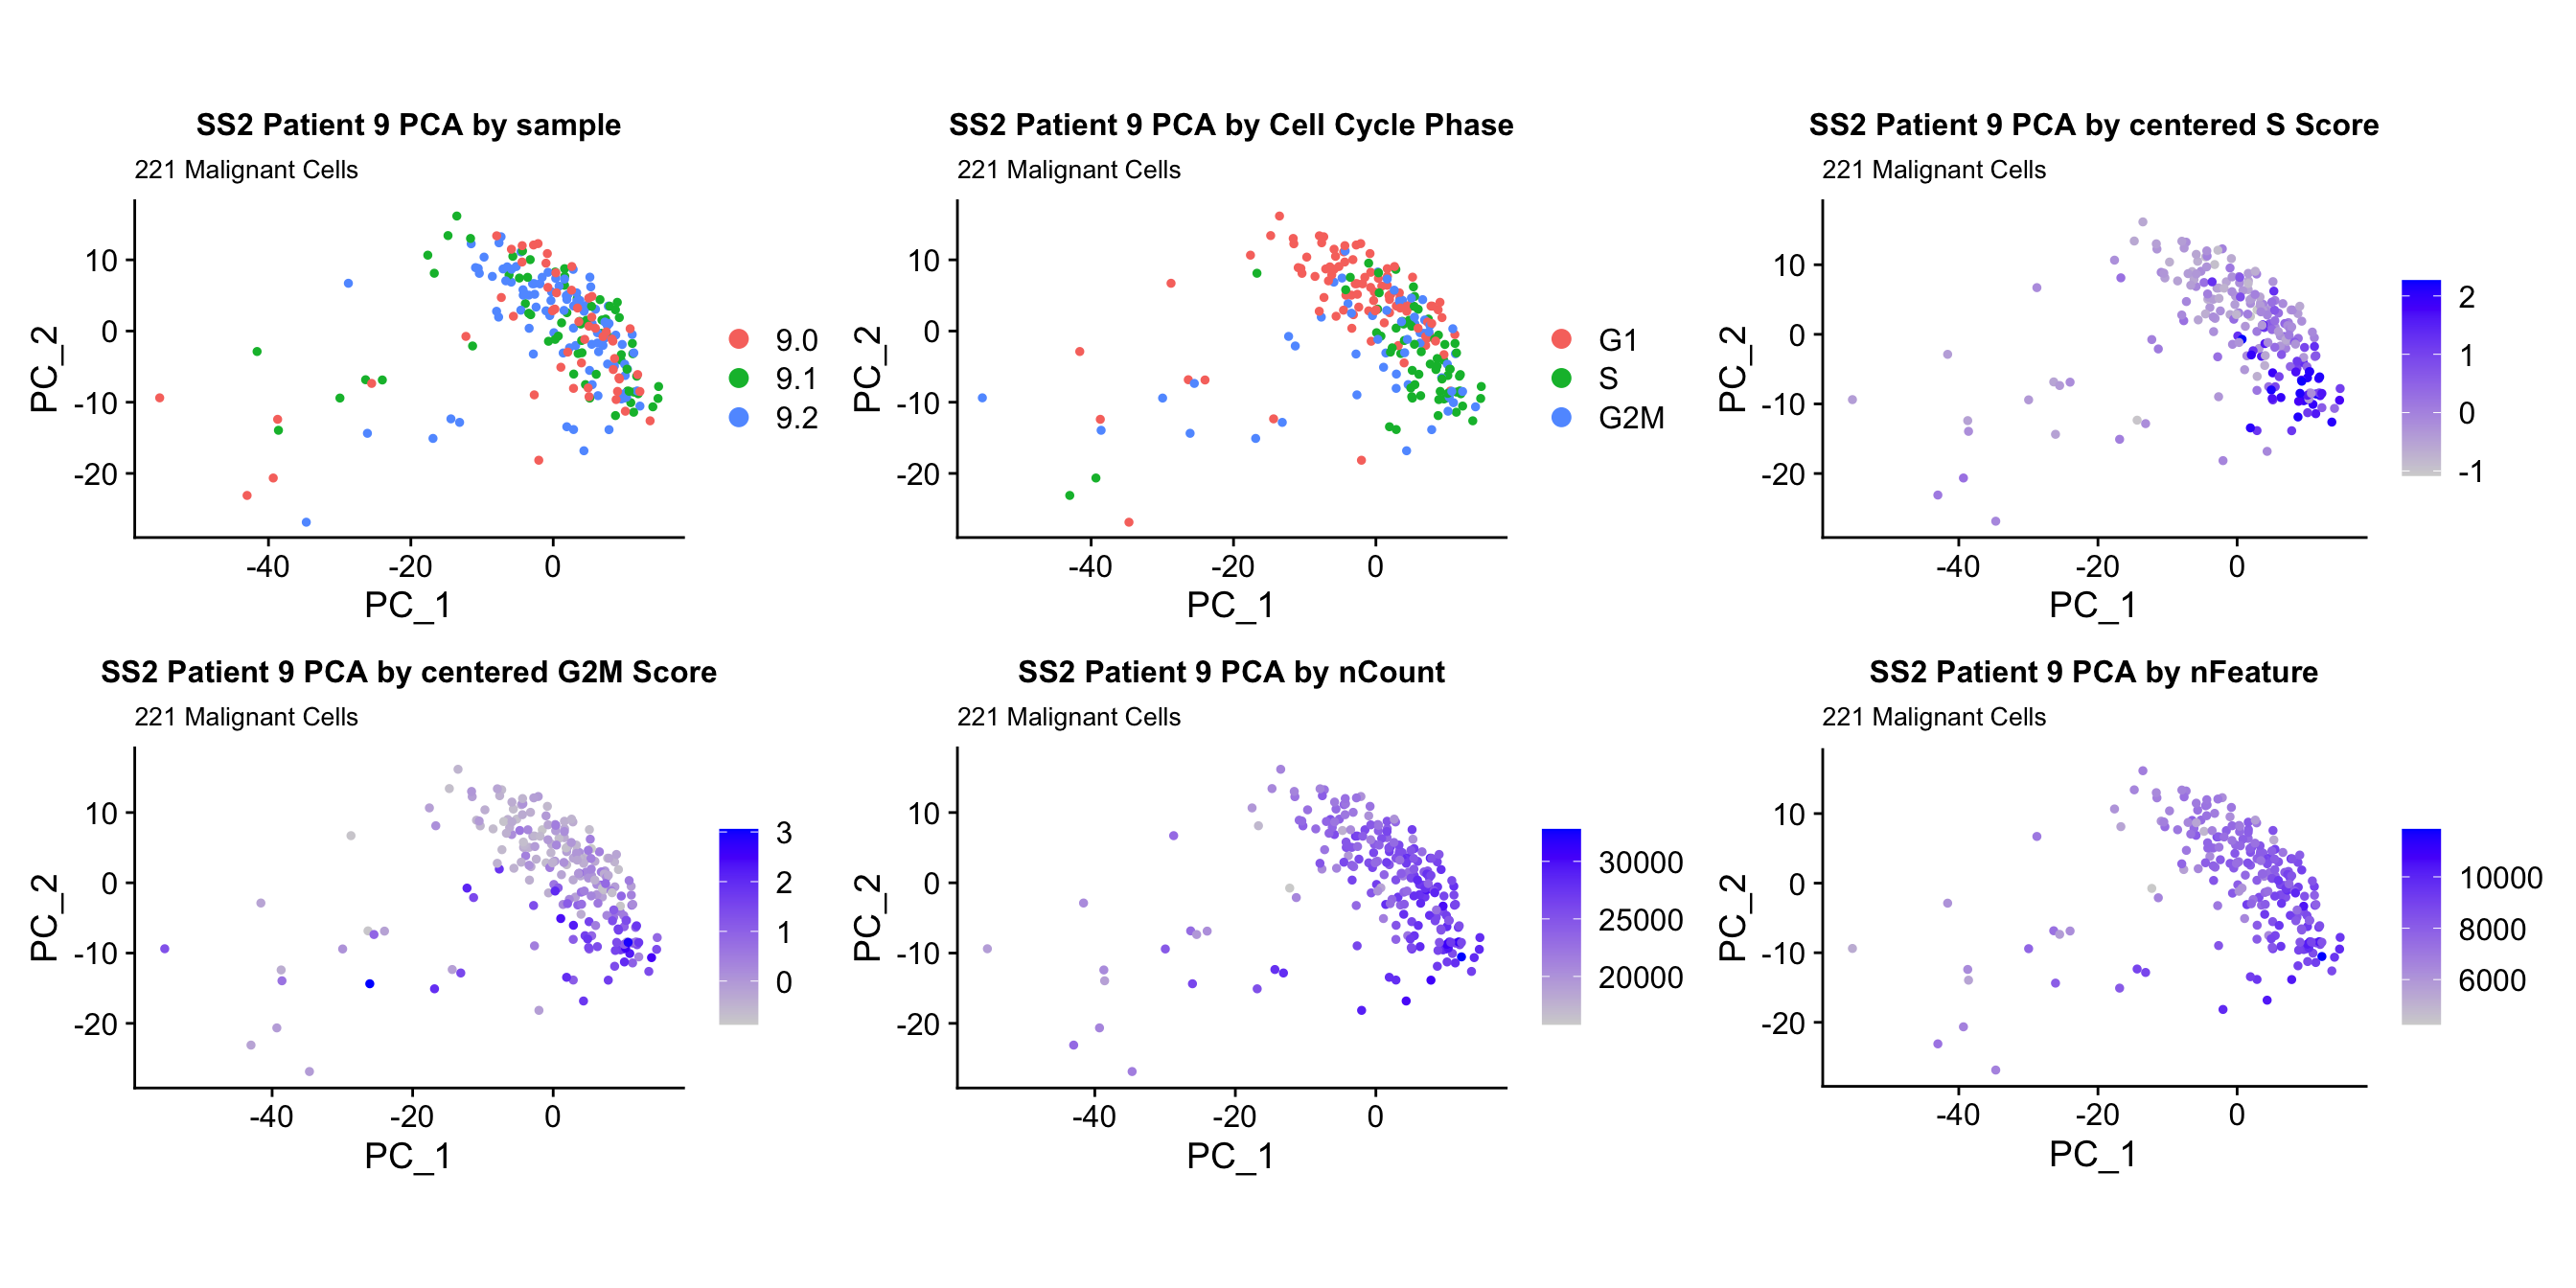 SS2 Patient 9 PCA by sample
221 Malignant Cells
10
0
-10
-20
PC_2
-40 -20 0
PC_1
9.0
9.1
9.2
SS2 Patient 9 PCA by Cell Cycle Phase
221 Malignant Cells
10
0
-10
-20
PC_2
-40 -20 0
PC_1
G1
S
G2M
SS2 Patient 9 PCA by centered S Score
221 Malignant Cells
10
0
-10
-20
PC_2
-40 -20 0
PC_1
2
1
0
-1
SS2 Patient 9 PCA by centered G2M Score
221 Malignant Cells
10
0
-10
-20
PC_2
-40 -20 0
PC_1
3
2
1
0
SS2 Patient 9 PCA by nCount
221 Malignant Cells
10
0
-10
-20
PC_2
-40 -20 0
PC_1
30000
25000
20000
SS2 Patient 9 PCA by nFeature
221 Malignant Cells
10
0
-10
-20
PC_2
-40 -20 0
PC_1
10000
8000
6000